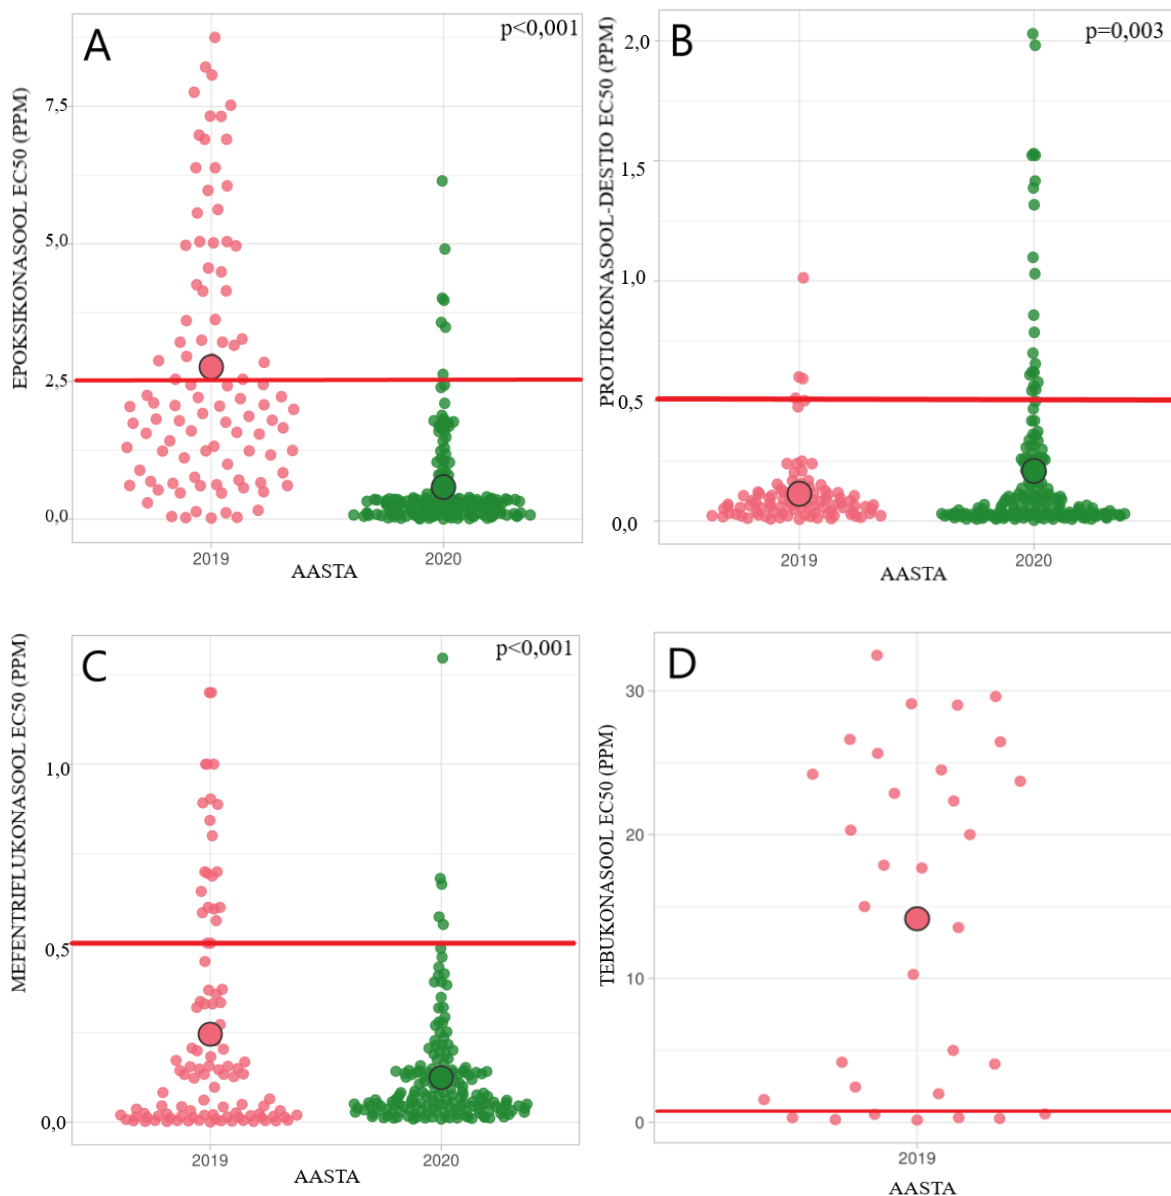 A
p<0,001
EPOKSIKONASOOL EC50 (PPM)
7,5
5,0
2,5
0,0
2019
2020
AASTA
B
p=0,003
PROTIOKONASOOL-DESTIO EC50 (PPM)
2,0
1,5
1,0
0,5
0,0
2019
2020
AASTA
C
p<0,001
MEFENTRIFLUKONASOOL EC50 (PPM)
1,0
0,5
0,0
2019
2020
AASTA
D
TEBUKONASOOL EC50 (PPM)
30
20
10
0
2019
AASTA